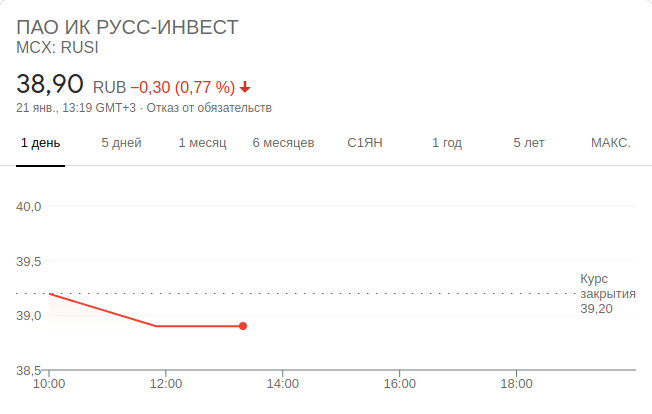 ПАО ИК РУСС-ИНВЕСТ
MCX: RUSI
38,90 RUB −0,30 (0,77 %)
21 янв., 13:19 GMT+3 · Отказ от обязательств
1 день 5 дней 1 месяц 6 месяцев С1ЯН 1 год 5 лет МАКС.
40,0
39,5
Курс
закрытия
39,20
39,0
38,5
10:00 12:00 14:00 16:00 18:00